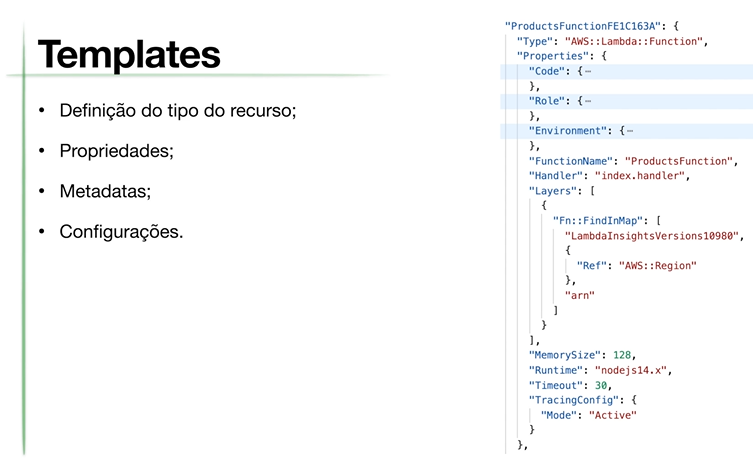 Templates
• Definição do tipo do recurso;
• Propriedades;
• Metadatas;
• Configurações.
"ProductsFunctionFE1C163A": {
"Type": "AWS::Lambda::Function",
"Properties": {
"Code": {⋯
},
"Role": {⋯
},
"Environment": {⋯
},
"FunctionName": "ProductsFunction",
"Handler": "index.handler",
"Layers": [
{
"Fn::FindInMap": [
"LambdaInsightsVersions10980",
{
"Ref": "AWS::Region"
},
"arn"
]
}
],
"MemorySize": 128,
"Runtime": "nodejs14.x",
"Timeout": 30,
"TracingConfig": {
"Mode": "Active"
}
},